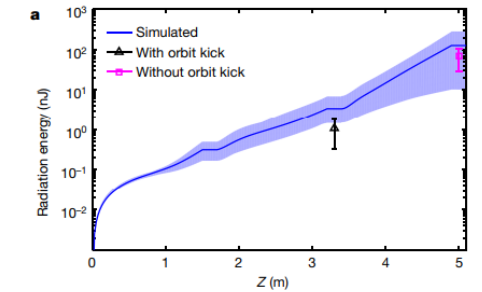 a
Simulated
With orbit kick
Without orbit kick
Radiation energy (nJ)
10³
10²
10¹
10⁰
10⁻¹
10⁻²
0 1 2 3 4 5
Z (m)